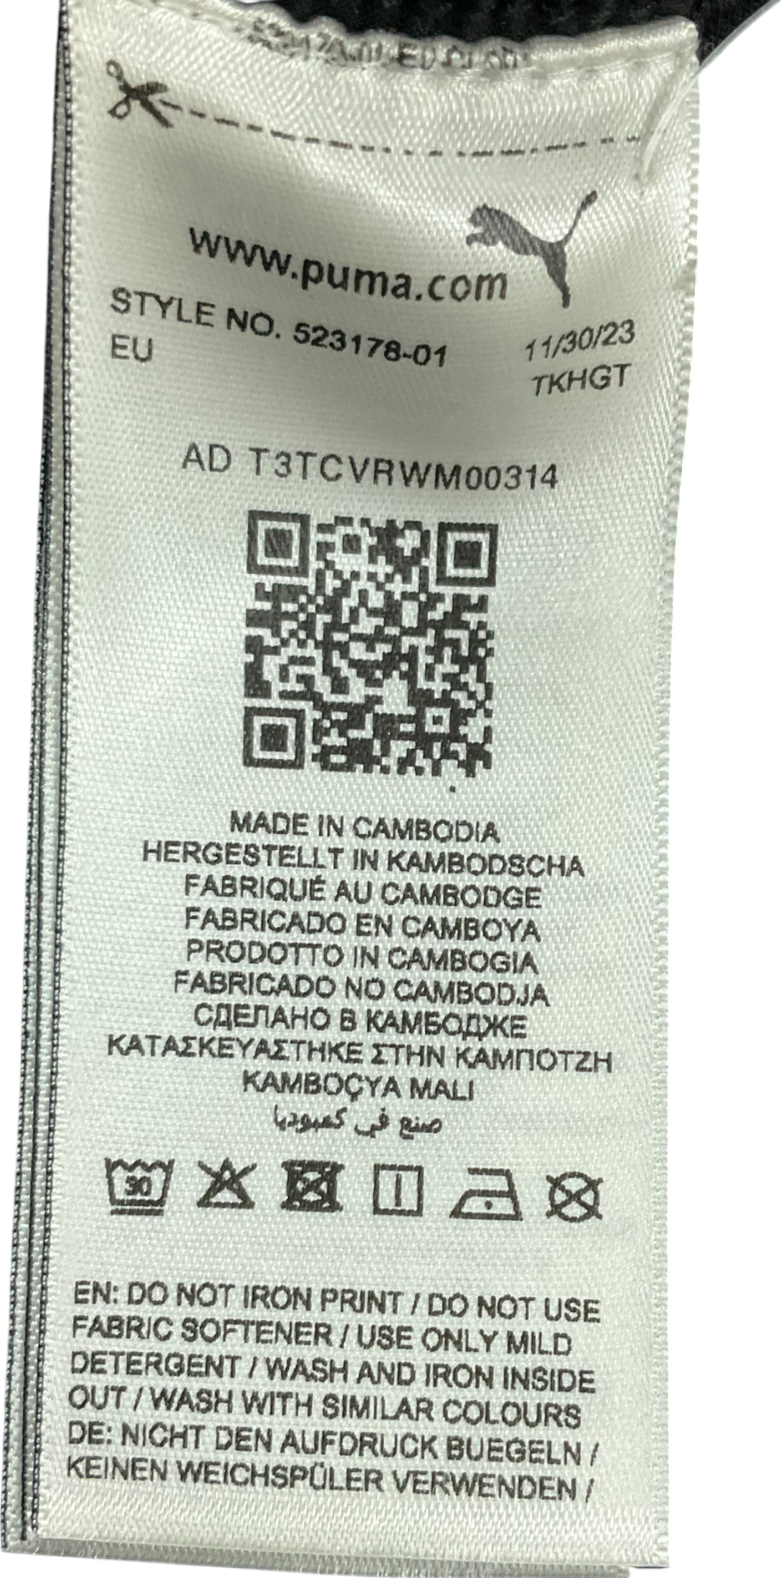 www.puma.com
STYLE NO. 523178-01
EU
11/30/23
TKHGT
AD T3TCVRWM00314
MADE IN CAMBODIA
HERGESTELLT IN KAMBODSCHA
FABRIQUÉ AU CAMBODGE
FABRICADO EN CAMBOYA
PRODOTTO IN CAMBOGIA
FABRICADO NO CAMBODJA
СДЕЛАНО В КАМБОДЖЕ
ΚΑΤΑΣΚΕΥΑΣΤΗΚΕ ΣΤΗΝ ΚΑΜΠΟΤΖΗ
KAMBOÇYA MALI
صنع في كمبوديا
30
EN: DO NOT IRON PRINT / DO NOT USE
FABRIC SOFTENER / USE ONLY MILD
DETERGENT / WASH AND IRON INSIDE
OUT / WASH WITH SIMILAR COLOURS
DE: NICHT DEN AUFDRUCK BUEGELN /
KEINEN WEICHSPÜLER VERWENDEN /